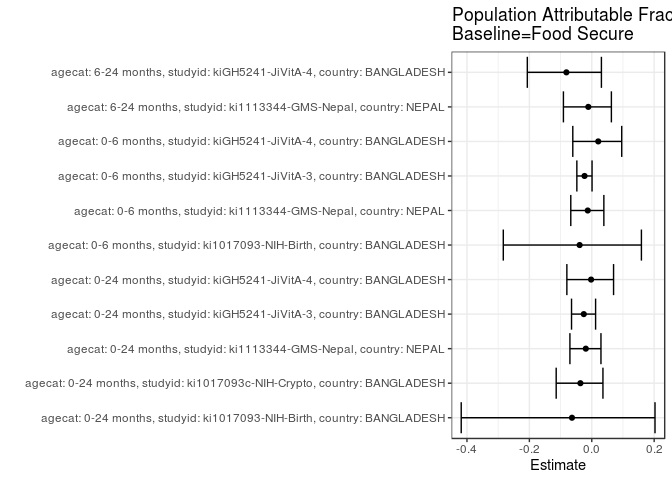 Population Attributable Frac
Baseline=Food Secure
agecat: 6-24 months, studyid: kiGH5241-JiVitA-4, country: BANGLADESH
agecat: 6-24 months, studyid: ki1113344-GMS-Nepal, country: NEPAL
agecat: 0-6 months, studyid: kiGH5241-JiVitA-4, country: BANGLADESH
agecat: 0-6 months, studyid: kiGH5241-JiVitA-3, country: BANGLADESH
agecat: 0-6 months, studyid: ki1113344-GMS-Nepal, country: NEPAL
agecat: 0-6 months, studyid: ki1017093-NIH-Birth, country: BANGLADESH
agecat: 0-24 months, studyid: kiGH5241-JiVitA-4, country: BANGLADESH
agecat: 0-24 months, studyid: kiGH5241-JiVitA-3, country: BANGLADESH
agecat: 0-24 months, studyid: ki1113344-GMS-Nepal, country: NEPAL
agecat: 0-24 months, studyid: ki1017093c-NIH-Crypto, country: BANGLADESH
agecat: 0-24 months, studyid: ki1017093-NIH-Birth, country: BANGLADESH
-0.4 -0.2 0.0 0.2
Estimate